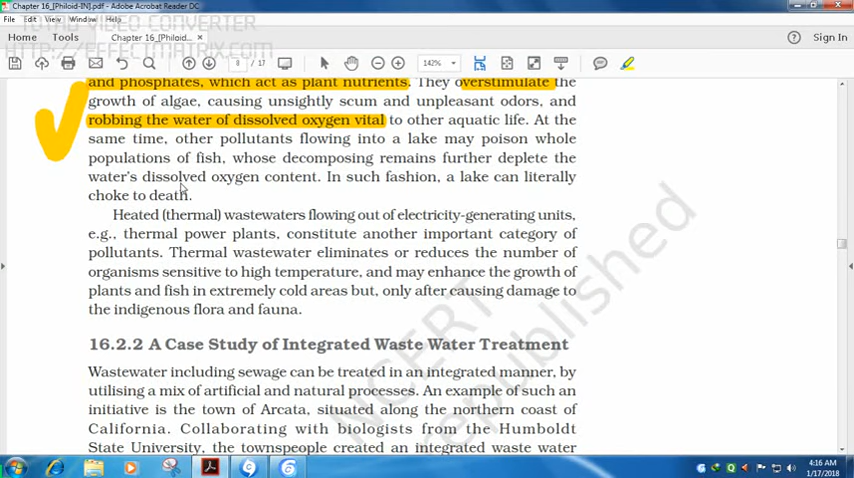 Chapter 16_[Philoid-IN].pdf - Adobe Acrobat Reader DC
File Edit View Window Help
TOTAL VIDEO CONVERTER
HTTP://EFFECTMATRIX.COM
Home Tools Chapter 16_[Philoid... × Sign In
8 / 17 142%
and phosphates, which act as plant nutrients. They overstimulate the
growth of algae, causing unsightly scum and unpleasant odors, and
robbing the water of dissolved oxygen vital to other aquatic life. At the
same time, other pollutants flowing into a lake may poison whole
populations of fish, whose decomposing remains further deplete the
water's dissolved oxygen content. In such fashion, a lake can literally
choke to death.
Heated (thermal) wastewaters flowing out of electricity-generating units,
e.g., thermal power plants, constitute another important category of
pollutants. Thermal wastewater eliminates or reduces the number of
organisms sensitive to high temperature, and may enhance the growth of
plants and fish in extremely cold areas but, only after causing damage to
the indigenous flora and fauna.
16.2.2 A Case Study of Integrated Waste Water Treatment
Wastewater including sewage can be treated in an integrated manner, by
utilising a mix of artificial and natural processes. An example of such an
initiative is the town of Arcata, situated along the northern coast of
California. Collaborating with biologists from the Humboldt
State University, the townspeople created an integrated waste water
NCERT
republished
4:16 AM
1/17/2018